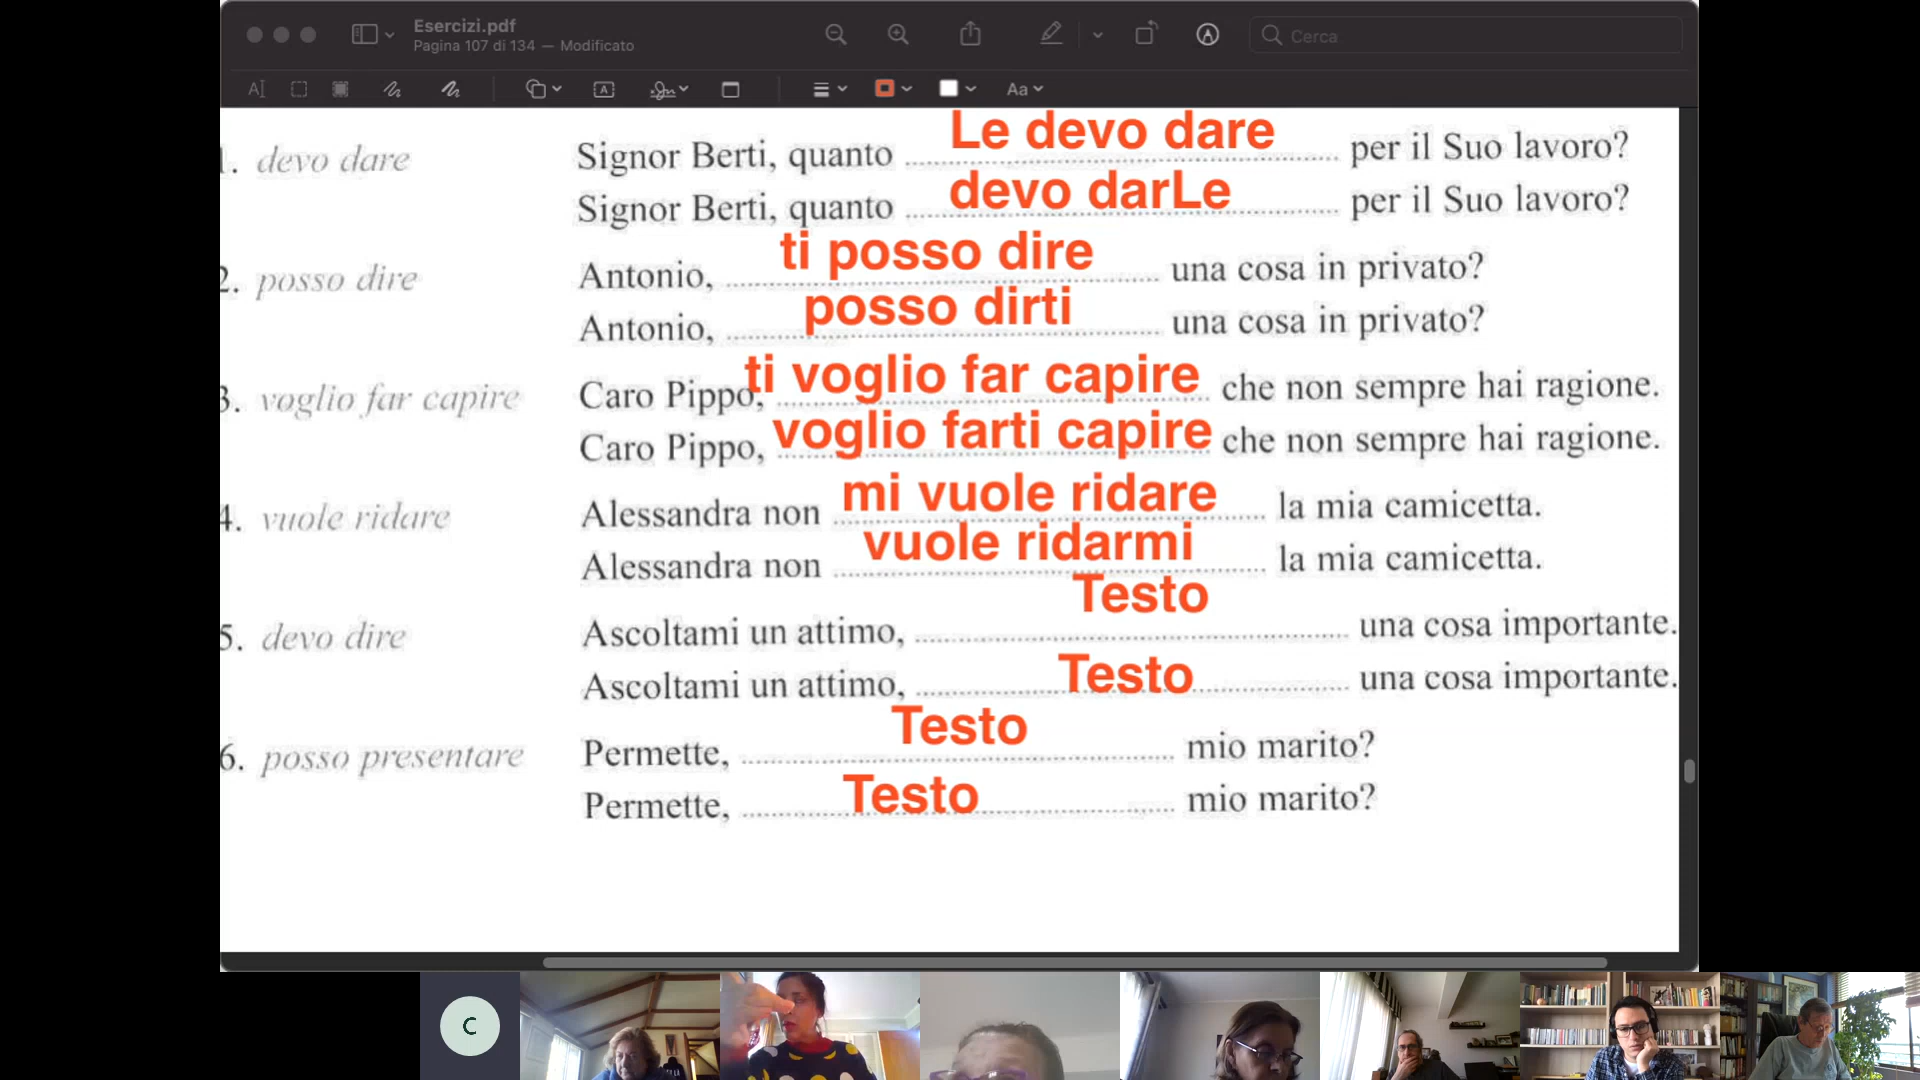 Esercizi.pdf
Pagina 107 di 134 — Modificato
Cerca
Aa
1. devo dare Signor Berti, quanto Le devo dare per il Suo lavoro?
Signor Berti, quanto devo darLe per il Suo lavoro?
2. posso dire Antonio, ti posso dire una cosa in privato?
Antonio, posso dirti una cosa in privato?
3. voglio far capire Caro Pippo, ti voglio far capire che non sempre hai ragione.
Caro Pippo, voglio farti capire che non sempre hai ragione.
4. vuole ridare Alessandra non mi vuole ridare la mia camicetta.
Alessandra non vuole ridarmi la mia camicetta.
5. devo dire Ascoltami un attimo, Testo una cosa importante.
Ascoltami un attimo, Testo una cosa importante.
6. posso presentare Permette, Testo mio marito?
Permette, Testo mio marito?
C